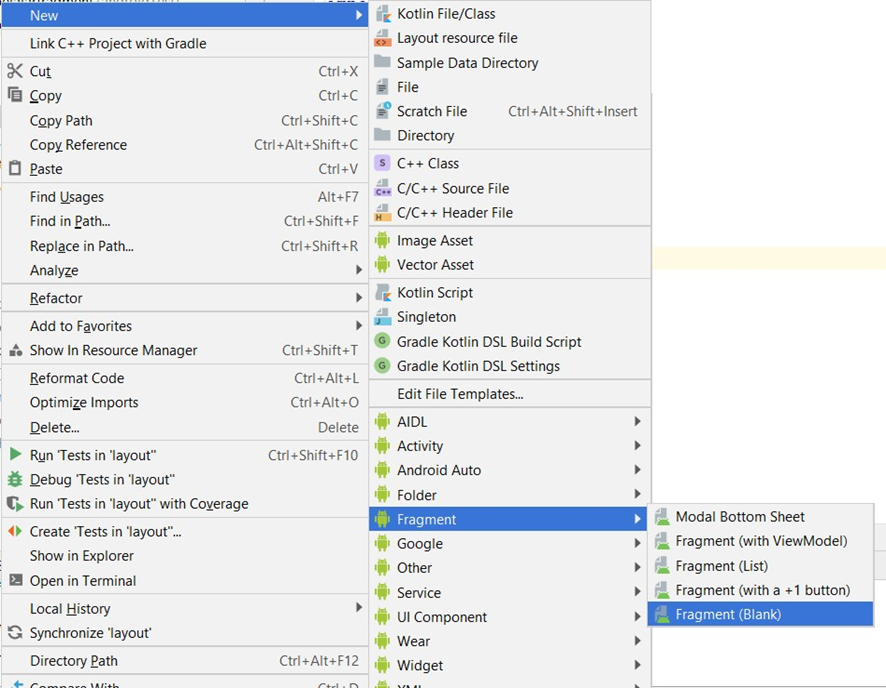 New
Link C++ Project with Gradle
Cut Ctrl+X
Copy Ctrl+C
Copy Path Ctrl+Shift+C
Copy Reference Ctrl+Alt+Shift+C
Paste Ctrl+V
Find Usages Alt+F7
Find in Path... Ctrl+Shift+F
Replace in Path... Ctrl+Shift+R
Analyze
Refactor
Add to Favorites
Show In Resource Manager Ctrl+Shift+T
Reformat Code Ctrl+Alt+L
Optimize Imports Ctrl+Alt+O
Delete... Delete
Run 'Tests in 'layout'' Ctrl+Shift+F10
Debug 'Tests in 'layout''
Run 'Tests in 'layout'' with Coverage
Create 'Tests in 'layout''...
Show in Explorer
Open in Terminal
Local History
Synchronize 'layout'
Directory Path Ctrl+Alt+F12
Compare With... Ctrl+D
Kotlin File/Class
Layout resource file
Sample Data Directory
File
Scratch File Ctrl+Alt+Shift+Insert
Directory
C++ Class
C/C++ Source File
C/C++ Header File
Image Asset
Vector Asset
Kotlin Script
Singleton
Gradle Kotlin DSL Build Script
Gradle Kotlin DSL Settings
Edit File Templates...
AIDL
Activity
Android Auto
Folder
Fragment
Google
Other
Service
UI Component
Wear
Widget
XML
Modal Bottom Sheet
Fragment (with ViewModel)
Fragment (List)
Fragment (with a +1 button)
Fragment (Blank)